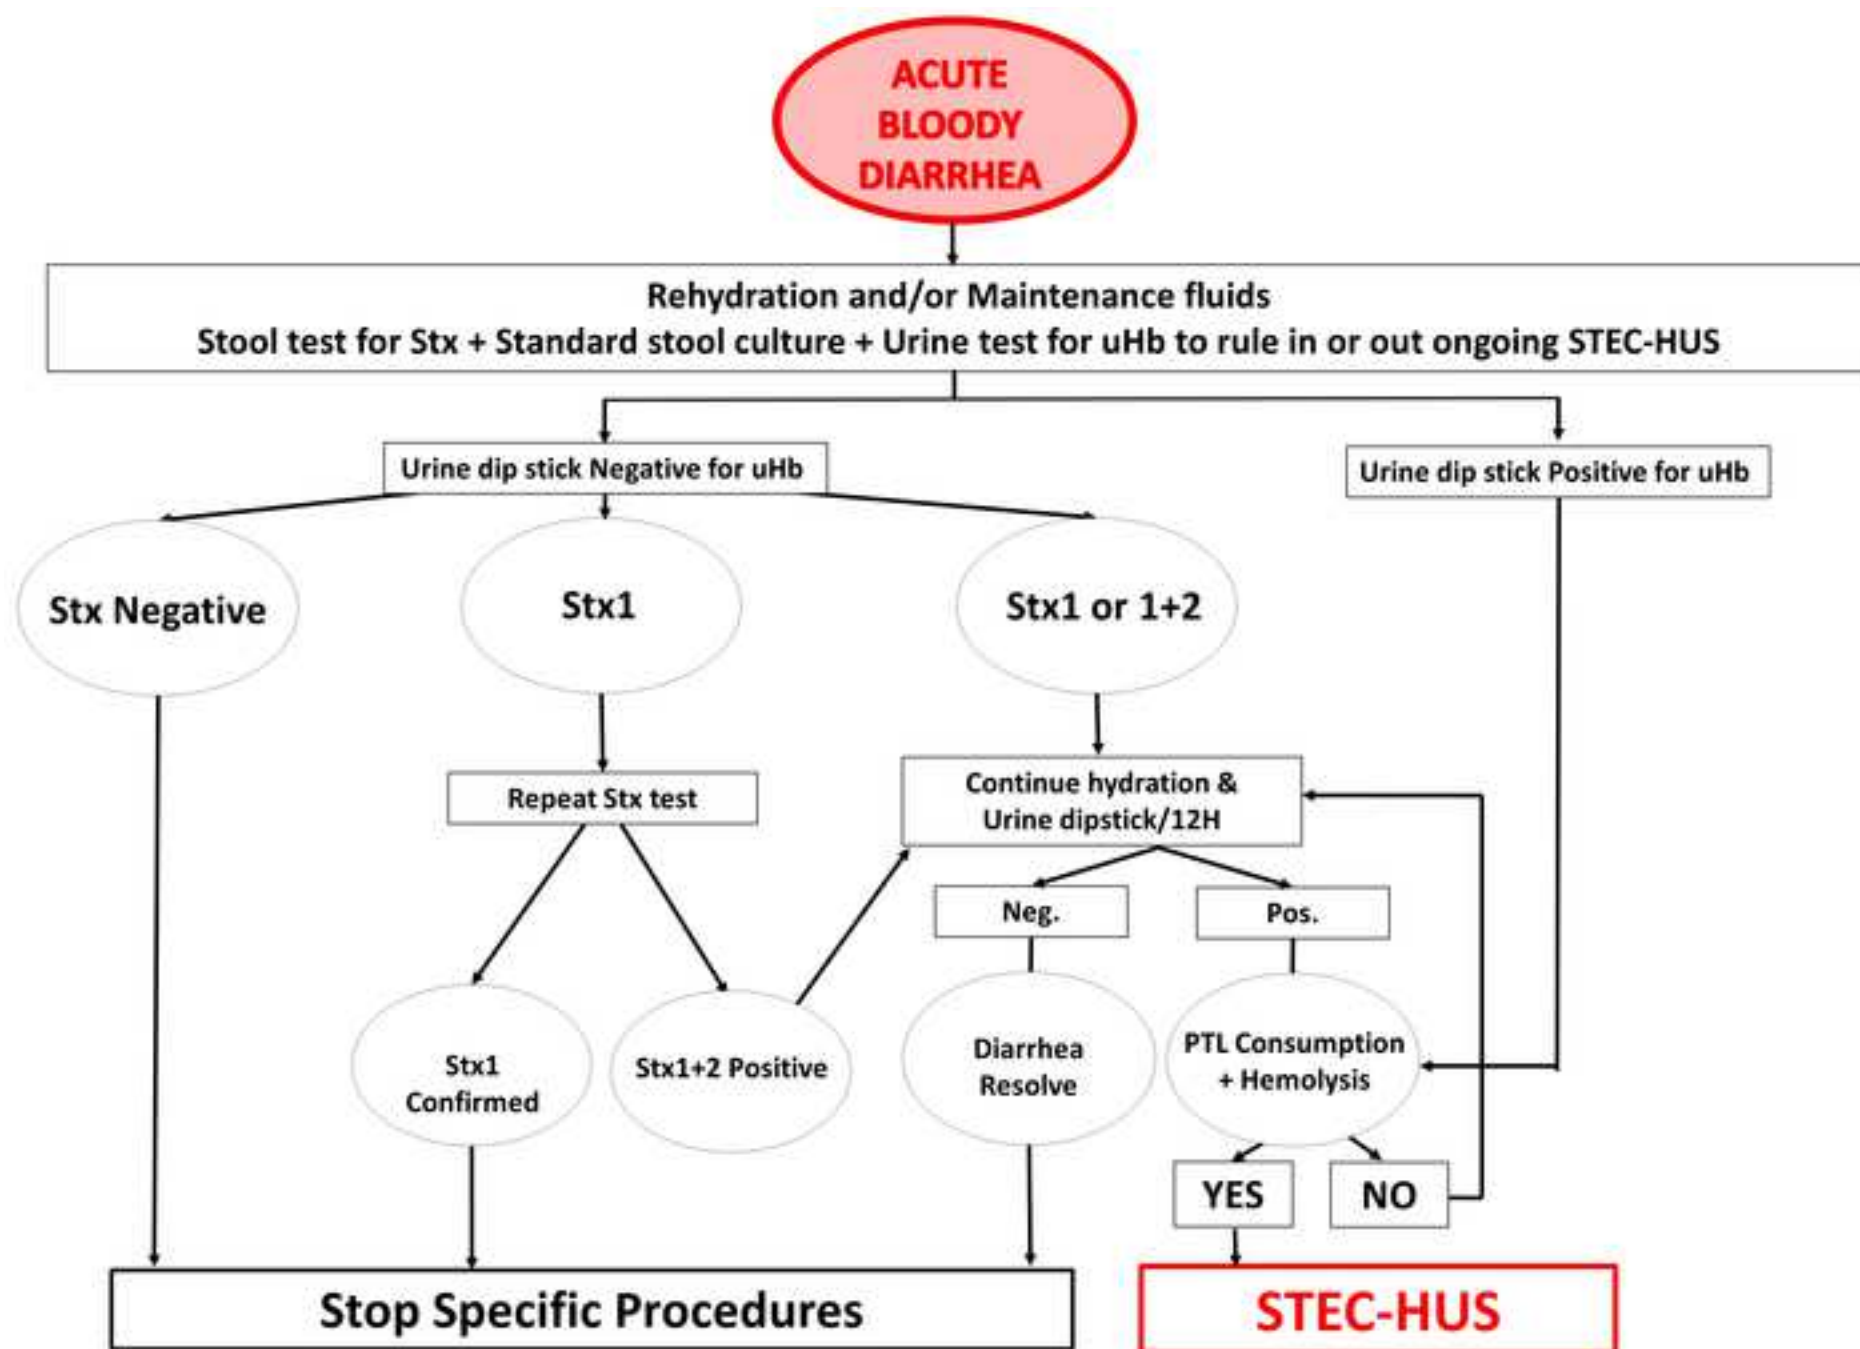 ACUTE
BLOODY
DIARRHEA
Rehydration and/or Maintenance fluids
Stool test for Stx + Standard stool culture + Urine test for uHb to rule in or out ongoing STEC-HUS
Urine dip stick Negative for uHb
Urine dip stick Positive for uHb
Stx Negative
Stx1
Stx1 or 1+2
Repeat Stx test
Continue hydration &
Urine dipstick/12H
Neg.
Pos.
Stx1
Confirmed
Stx1+2 Positive
Diarrhea
Resolve
PTL Consumption
+ Hemolysis
YES
NO
Stop Specific Procedures
STEC-HUS